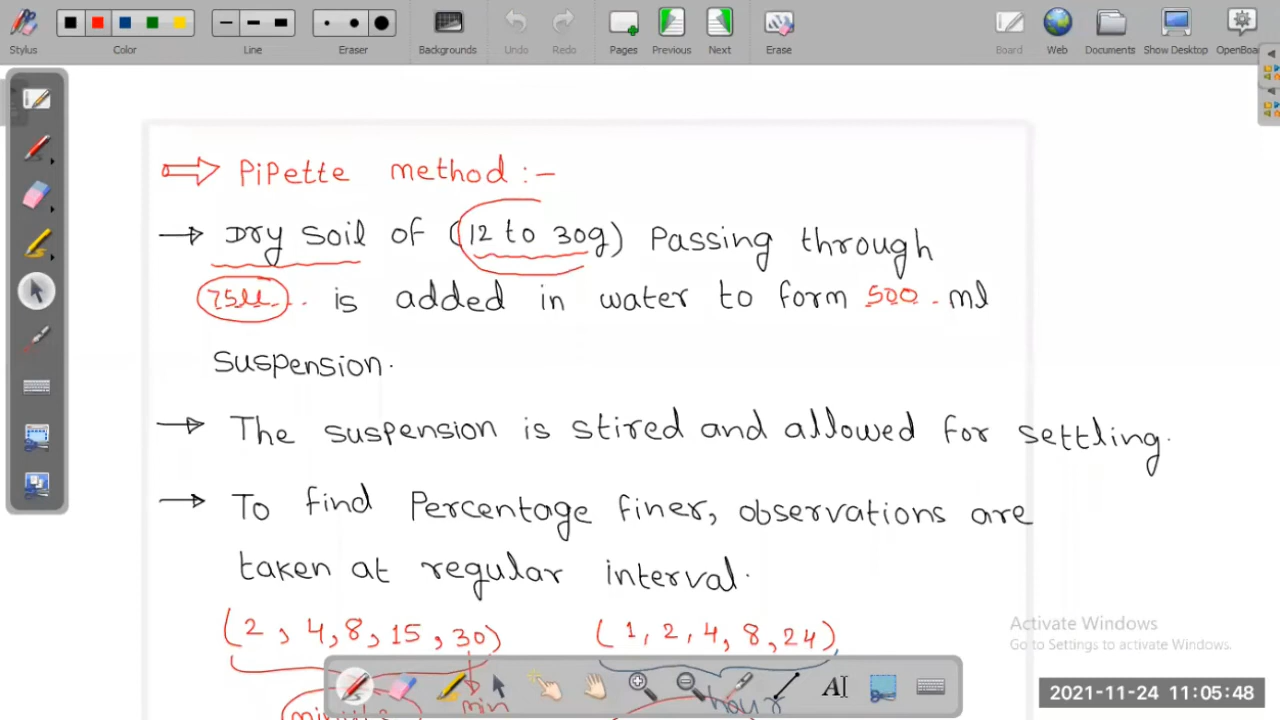 Stylus
Color
Line
Eraser
Backgrounds
Undo
Redo
Pages
Previous
Next
Erase
Board
Web
Documents
Show Desktop
OpenBoa
⇒ PiPette method :-
→ Dry Soil of (12 to 30g) Passing through
75μ.. is added in water to form 500 . ml
suspension.
→ The suspension is stired and allowed for settling.
→ To find Percentage finer, observations are
taken at regular interval.
(2, 4, 8, 15, 30) (1, 2, 4, 8, 24)
min hour
Activate Windows
Go to Settings to activate Windows.
2021-11-24 11:05:48